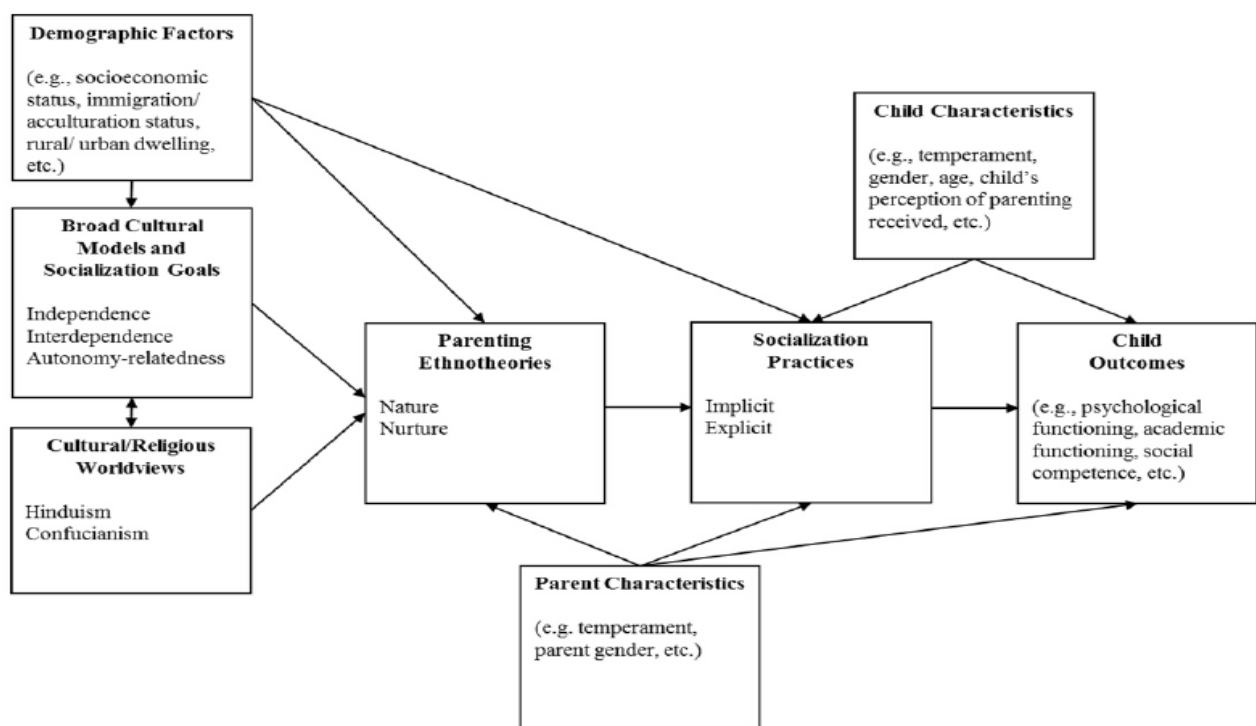 Demographic Factors
(e.g., socioeconomic
status, immigration/
acculturation status,
rural/ urban dwelling,
etc.)
Broad Cultural
Models and
Socialization Goals
Independence
Interdependence
Autonomy-relatedness
Cultural/Religious
Worldviews
Hinduism
Confucianism
Parenting
Ethnotheories
Nature
Nurture
Socialization
Practices
Implicit
Explicit
Child Characteristics
(e.g., temperament,
gender, age, child's
perception of parenting
received, etc.)
Child
Outcomes
(e.g., psychological
functioning, academic
functioning, social
competence, etc.)
Parent Characteristics
(e.g. temperament,
parent gender, etc.)